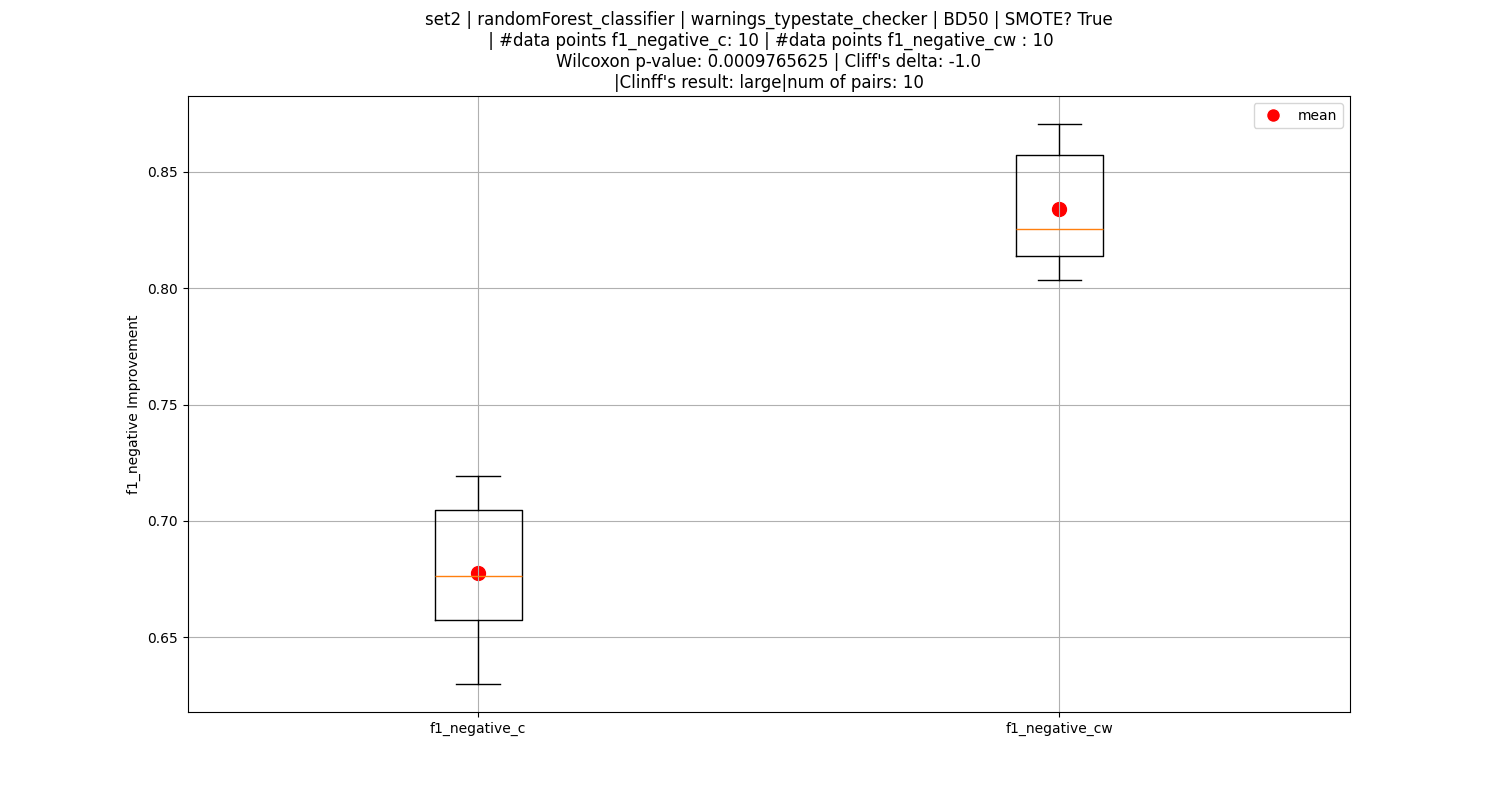 set2 | randomForest_classifier | warnings_typestate_checker | BD50 | SMOTE? True
| #data points f1_negative_c: 10 | #data points f1_negative_cw : 10
Wilcoxon p-value: 0.0009765625 | Cliff's delta: -1.0
|Clinff's result: large|num of pairs: 10
mean
0.85
0.80
0.75
0.70
0.65
f1_negative Improvement
f1_negative_c
f1_negative_cw